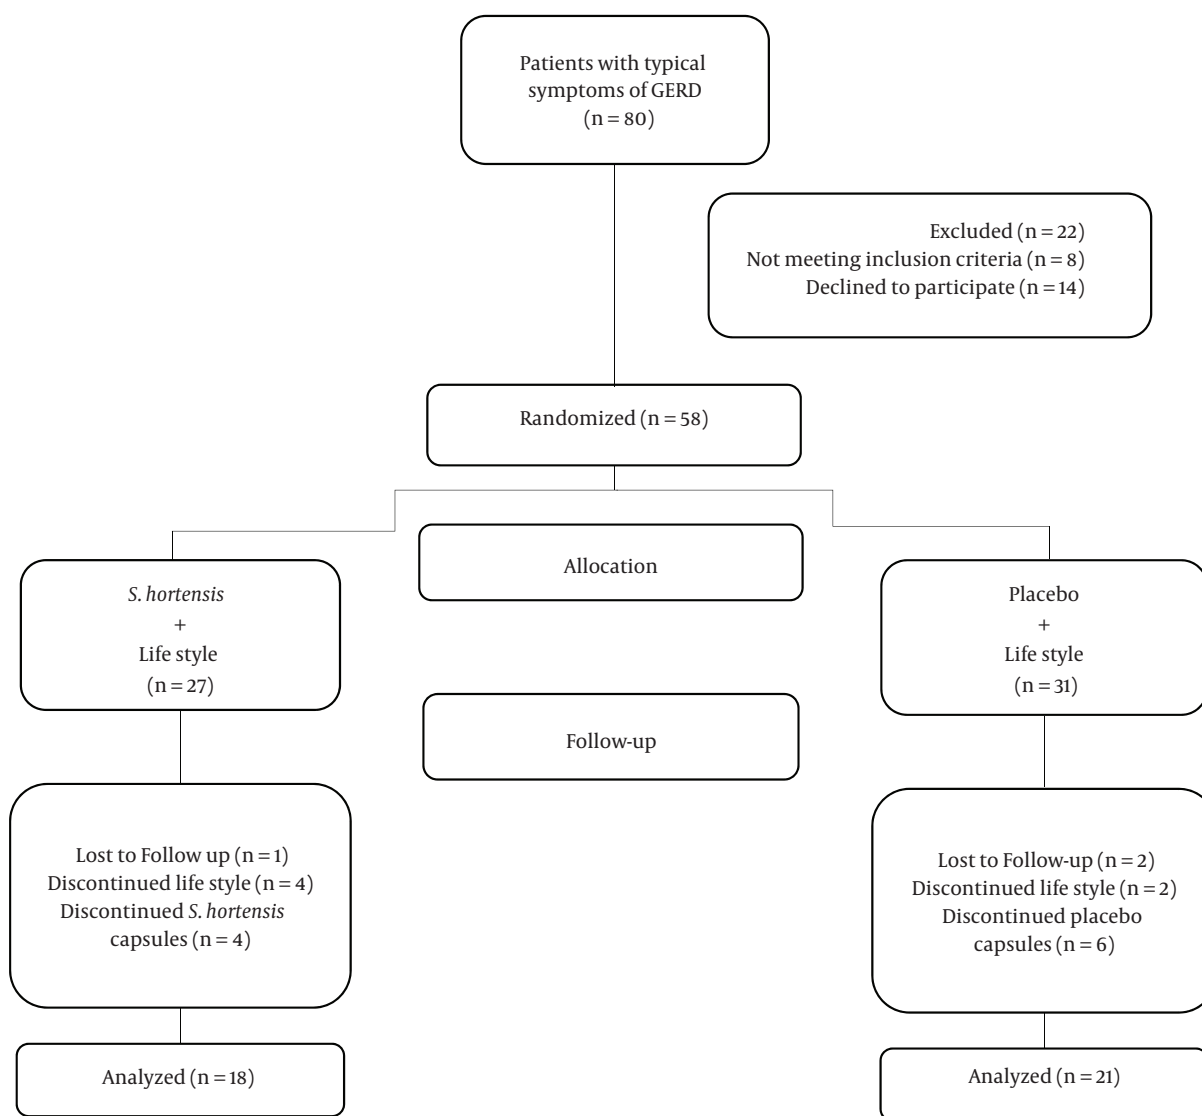 Patients with typical
symptoms of GERD
(n = 80)
Excluded (n = 22)
Not meeting inclusion criteria (n = 8)
Declined to participate (n = 14)
Randomized (n = 58)
Allocation
S. hortensis
+
Life style
(n = 27)
Placebo
+
Life style
(n = 31)
Follow-up
Lost to Follow up (n = 1)
Discontinued life style (n = 4)
Discontinued S. hortensis
capsules (n = 4)
Lost to Follow-up (n = 2)
Discontinued life style (n = 2)
Discontinued placebo
capsules (n = 6)
Analyzed (n = 18)
Analyzed (n = 21)